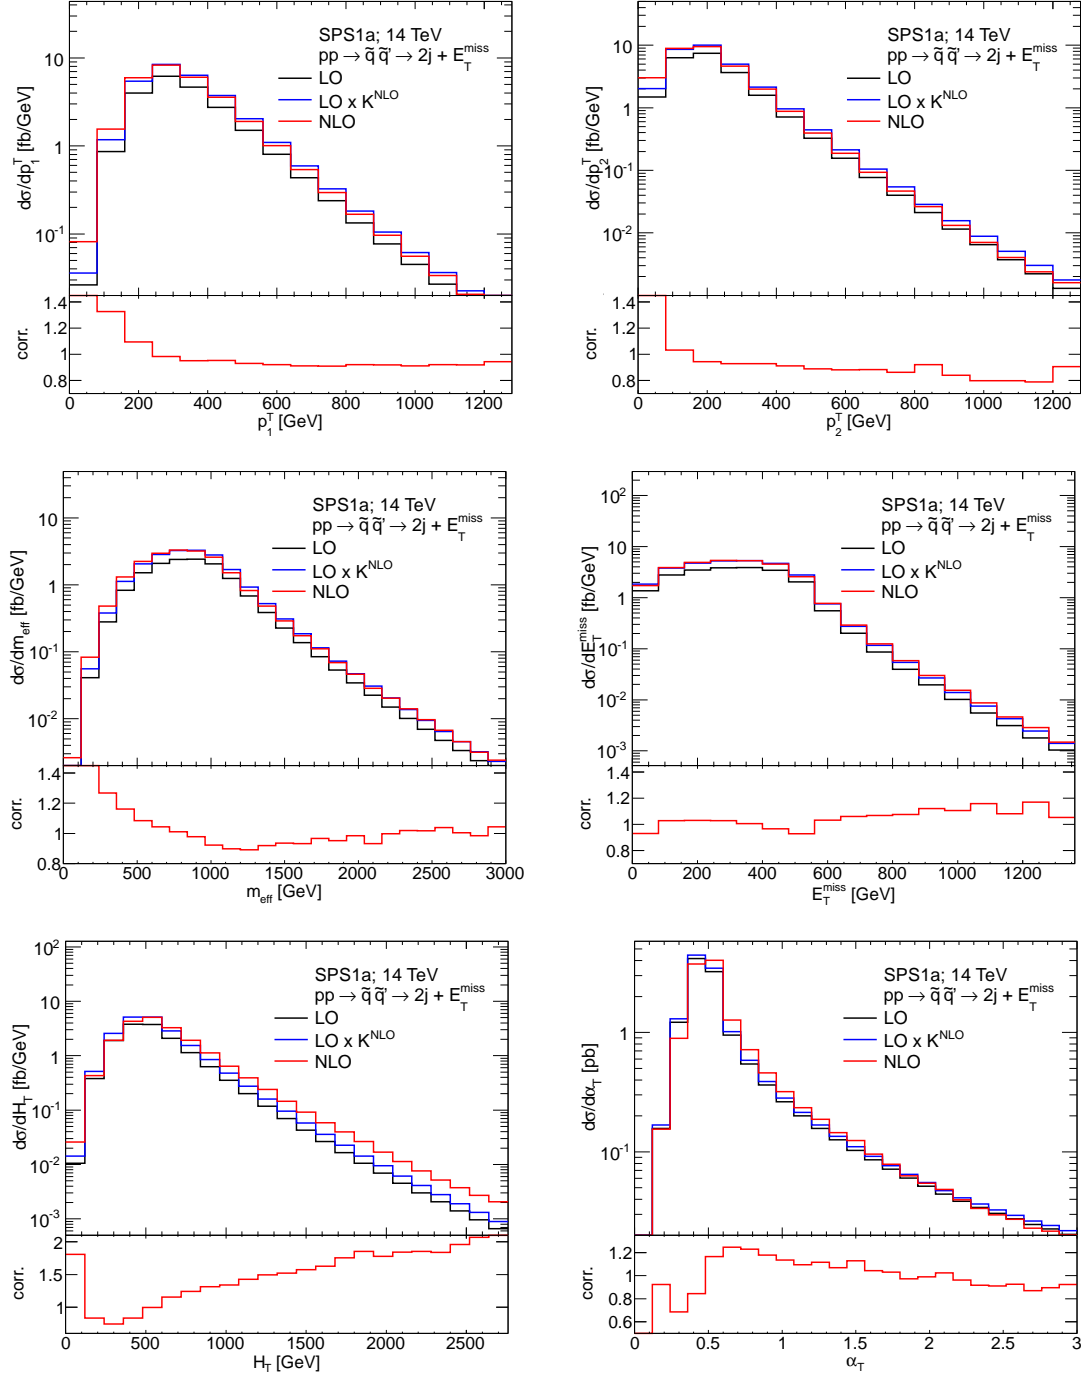 SPS1a; 14 TeV
pp → q̃ q̃' → 2j + E_T^miss
LO
LO x K^NLO
NLO
dσ/dp_1^T [fb/GeV]
10
1
10^-1
corr.
1.4
1.2
1
0.8
0 200 400 600 800 1000 1200
p_1^T [GeV]
SPS1a; 14 TeV
pp → q̃ q̃' → 2j + E_T^miss
LO
LO x K^NLO
NLO
dσ/dp_2^T [fb/GeV]
10
1
10^-1
10^-2
corr.
1.4
1.2
1
0.8
0 200 400 600 800 1000 1200
p_2^T [GeV]
SPS1a; 14 TeV
pp → q̃ q̃' → 2j + E_T^miss
LO
LO x K^NLO
NLO
dσ/dm_eff [fb/GeV]
10
1
10^-1
10^-2
corr.
1.4
1.2
1
0.8
0 500 1000 1500 2000 2500 3000
m_eff [GeV]
SPS1a; 14 TeV
pp → q̃ q̃' → 2j + E_T^miss
LO
LO x K^NLO
NLO
dσ/dE_T^miss [fb/GeV]
10^2
10
1
10^-1
10^-2
10^-3
corr.
1.4
1.2
1
0.8
0 200 400 600 800 1000 1200
E_T^miss [GeV]
SPS1a; 14 TeV
pp → q̃ q̃' → 2j + E_T^miss
LO
LO x K^NLO
NLO
dσ/dH_T [fb/GeV]
10^2
10
1
10^-1
10^-2
10^-3
corr.
2
1.5
1
0 500 1000 1500 2000 2500
H_T [GeV]
SPS1a; 14 TeV
pp → q̃ q̃' → 2j + E_T^miss
LO
LO x K^NLO
NLO
dσ/dα_T [pb]
1
10^-1
corr.
1.2
1
0.8
0.6
0 0.5 1 1.5 2 2.5 3
α_T